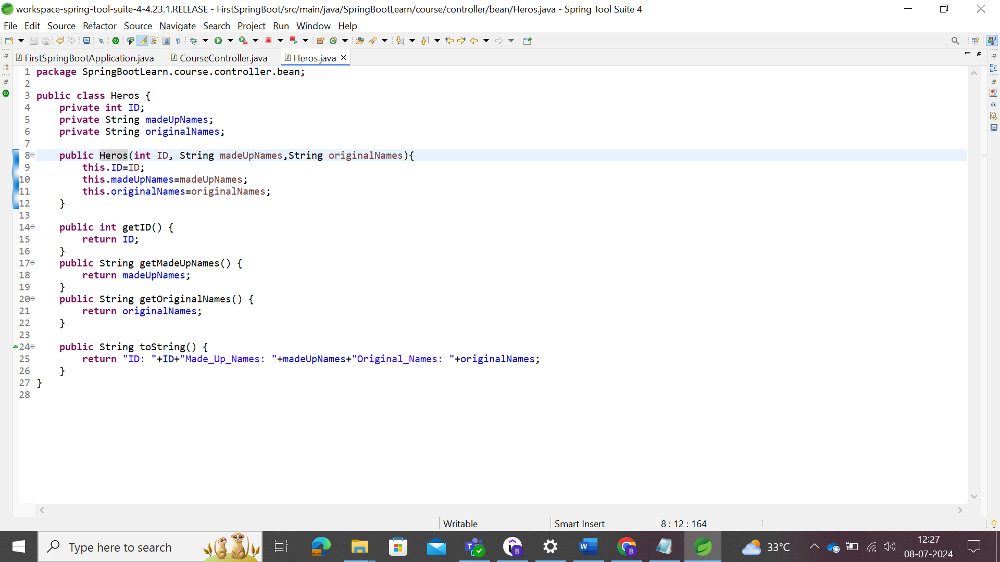 workspace-spring-tool-suite-4-4.23.1.RELEASE - FirstSpringBoot/src/main/java/SpringBootLearn/course/controller/bean/Heros.java - Spring Tool Suite 4
File Edit Source Refactor Source Navigate Search Project Run Window Help
FirstSpringBootApplication.java CourseController.java Heros.java
1 package SpringBootLearn.course.controller.bean;
2
3 public class Heros {
4     private int ID;
5     private String madeUpNames;
6     private String originalNames;
7
8     public Heros(int ID, String madeUpNames,String originalNames){
9         this.ID=ID;
10         this.madeUpNames=madeUpNames;
11         this.originalNames=originalNames;
12     }
13
14     public int getID() {
15         return ID;
16     }
17     public String getMadeUpNames() {
18         return madeUpNames;
19     }
20     public String getOriginalNames() {
21         return originalNames;
22     }
23
24     public String toString() {
25         return "ID: "+ID+"Made_Up_Names: "+madeUpNames+"Original_Names: "+originalNames;
26     }
27 }
28
Writable Smart Insert 8 : 12 : 164
Type here to search 33°C 12:27
08-07-2024